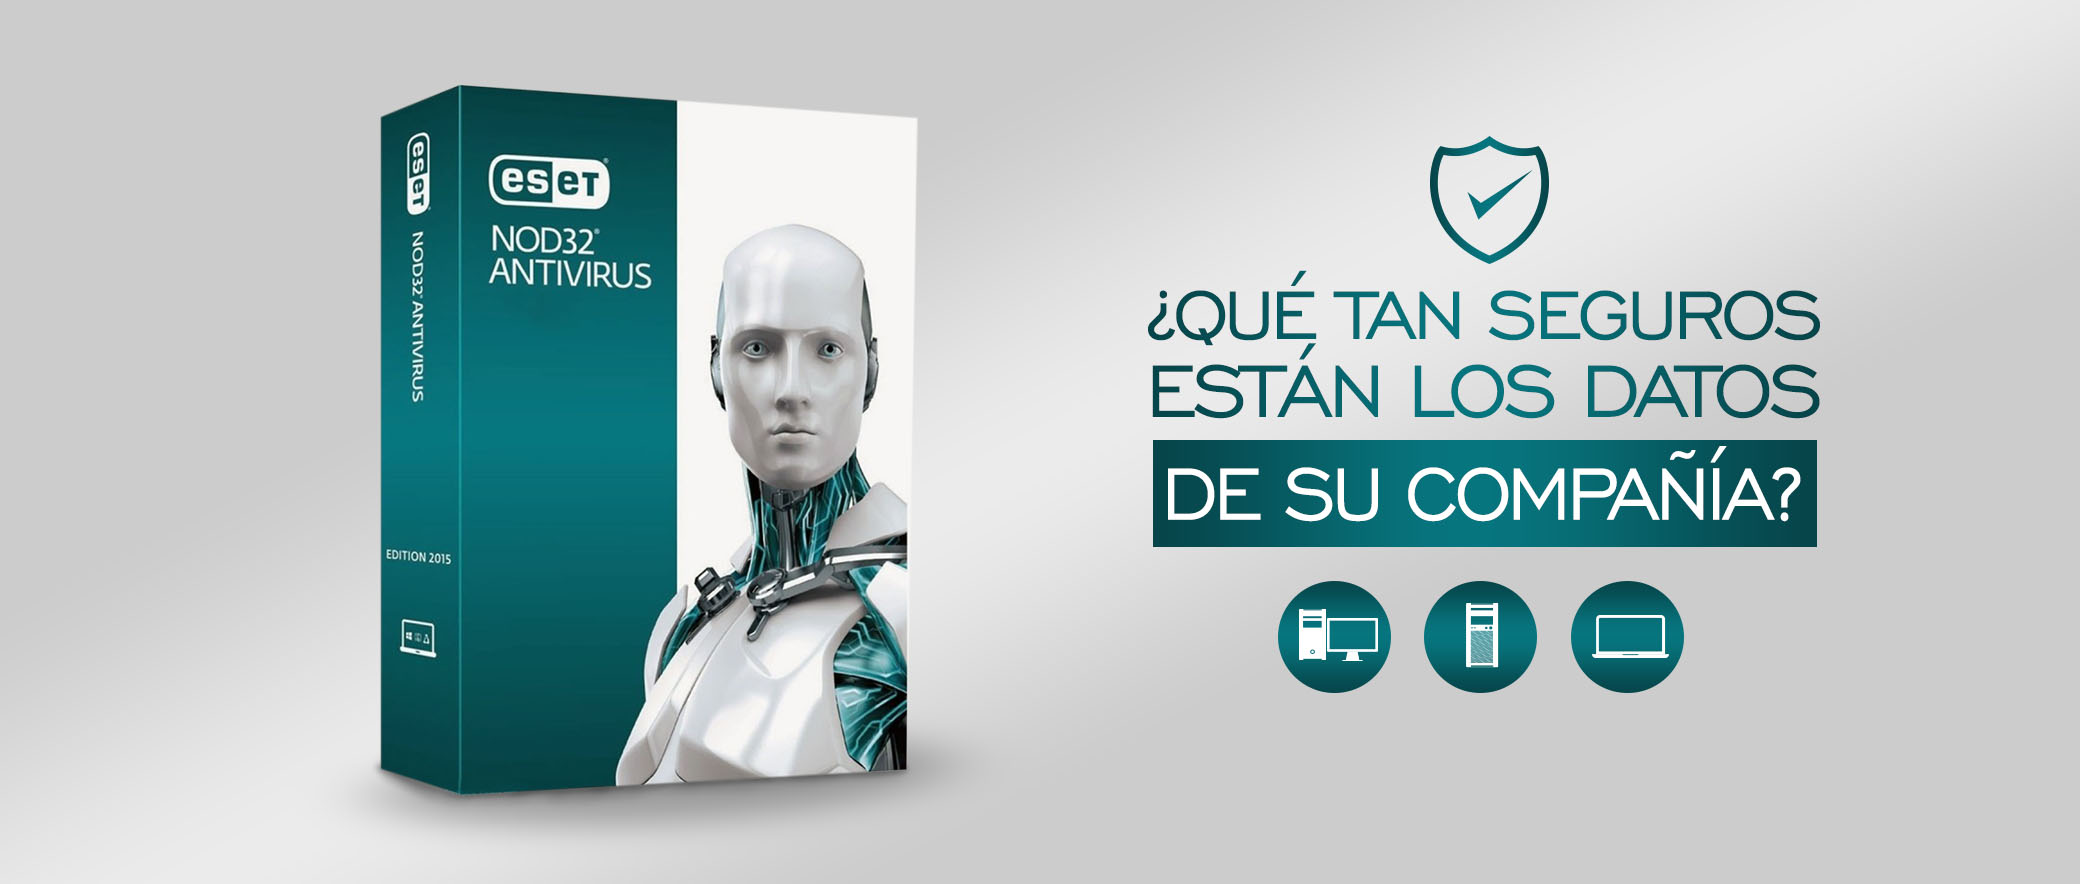 eset
NOD32® ANTIVIRUS
EDITION 2015
eset®
NOD32®
ANTIVIRUS
¿QUÉ TAN SEGUROS
ESTÁN LOS DATOS
DE SU COMPAÑÍA?